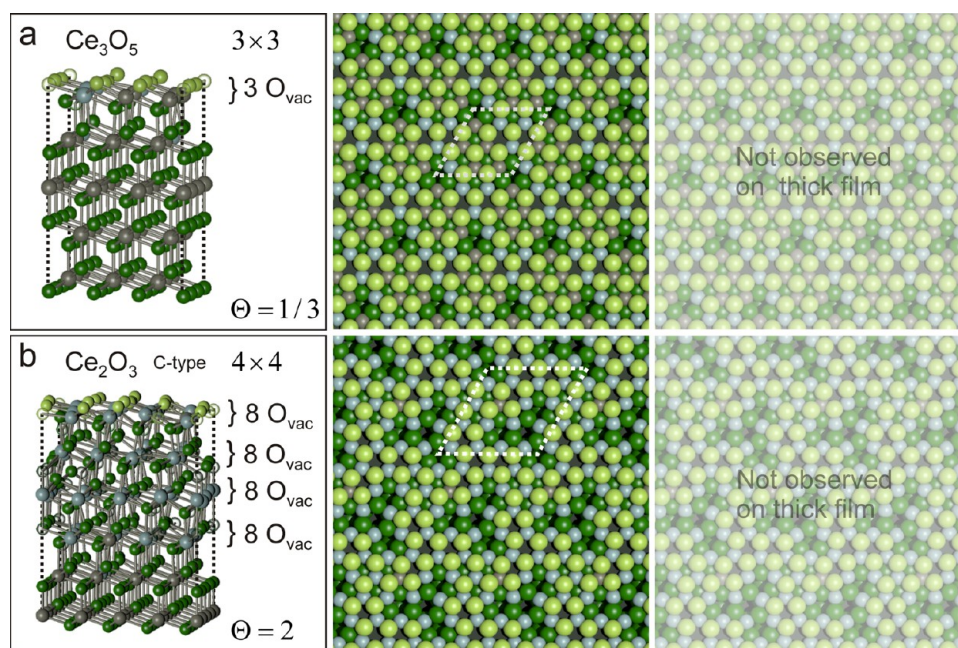 a Ce₃O₅ 3×3
} 3 Oᵥₐc
Θ = 1/3
Not observed
on thick film
b Ce₂O₃ C-type 4×4
} 8 Oᵥₐc
} 8 Oᵥₐc
} 8 Oᵥₐc
} 8 Oᵥₐc
Θ = 2
Not observed
on thick film